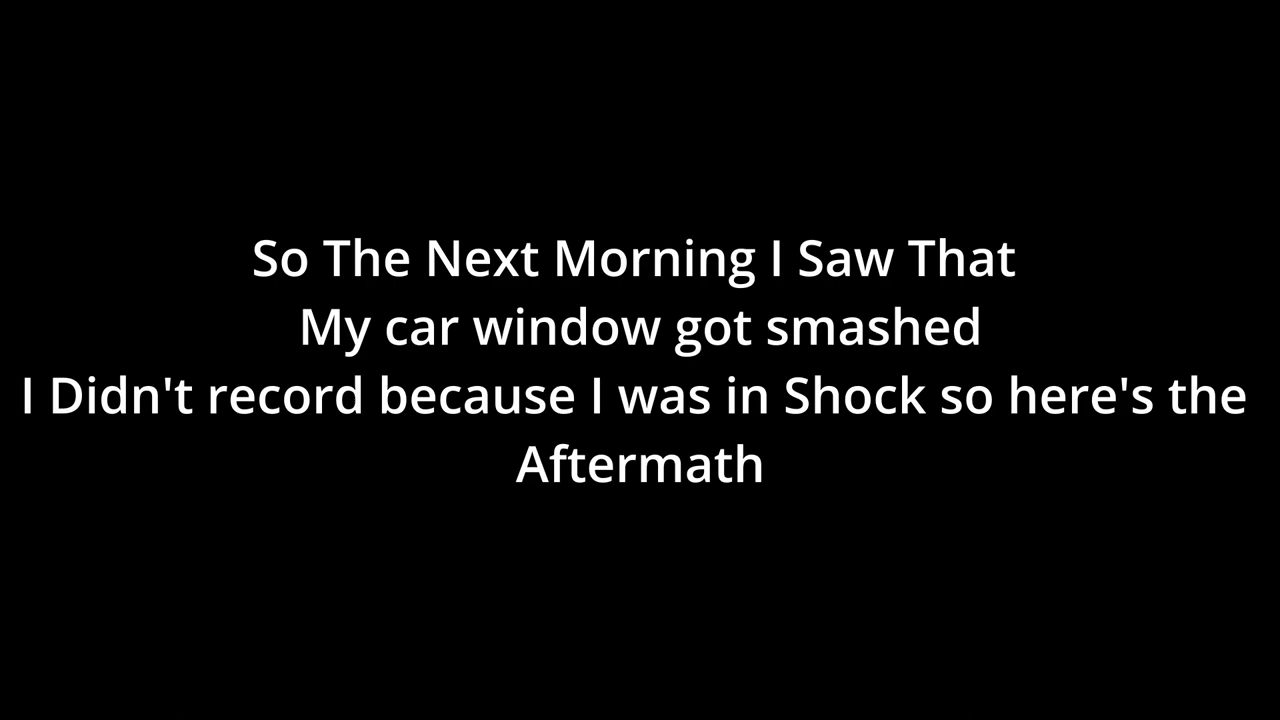 So The Next Morning I Saw That
My car window got smashed
I Didn't record because I was in Shock so here's the
Aftermath